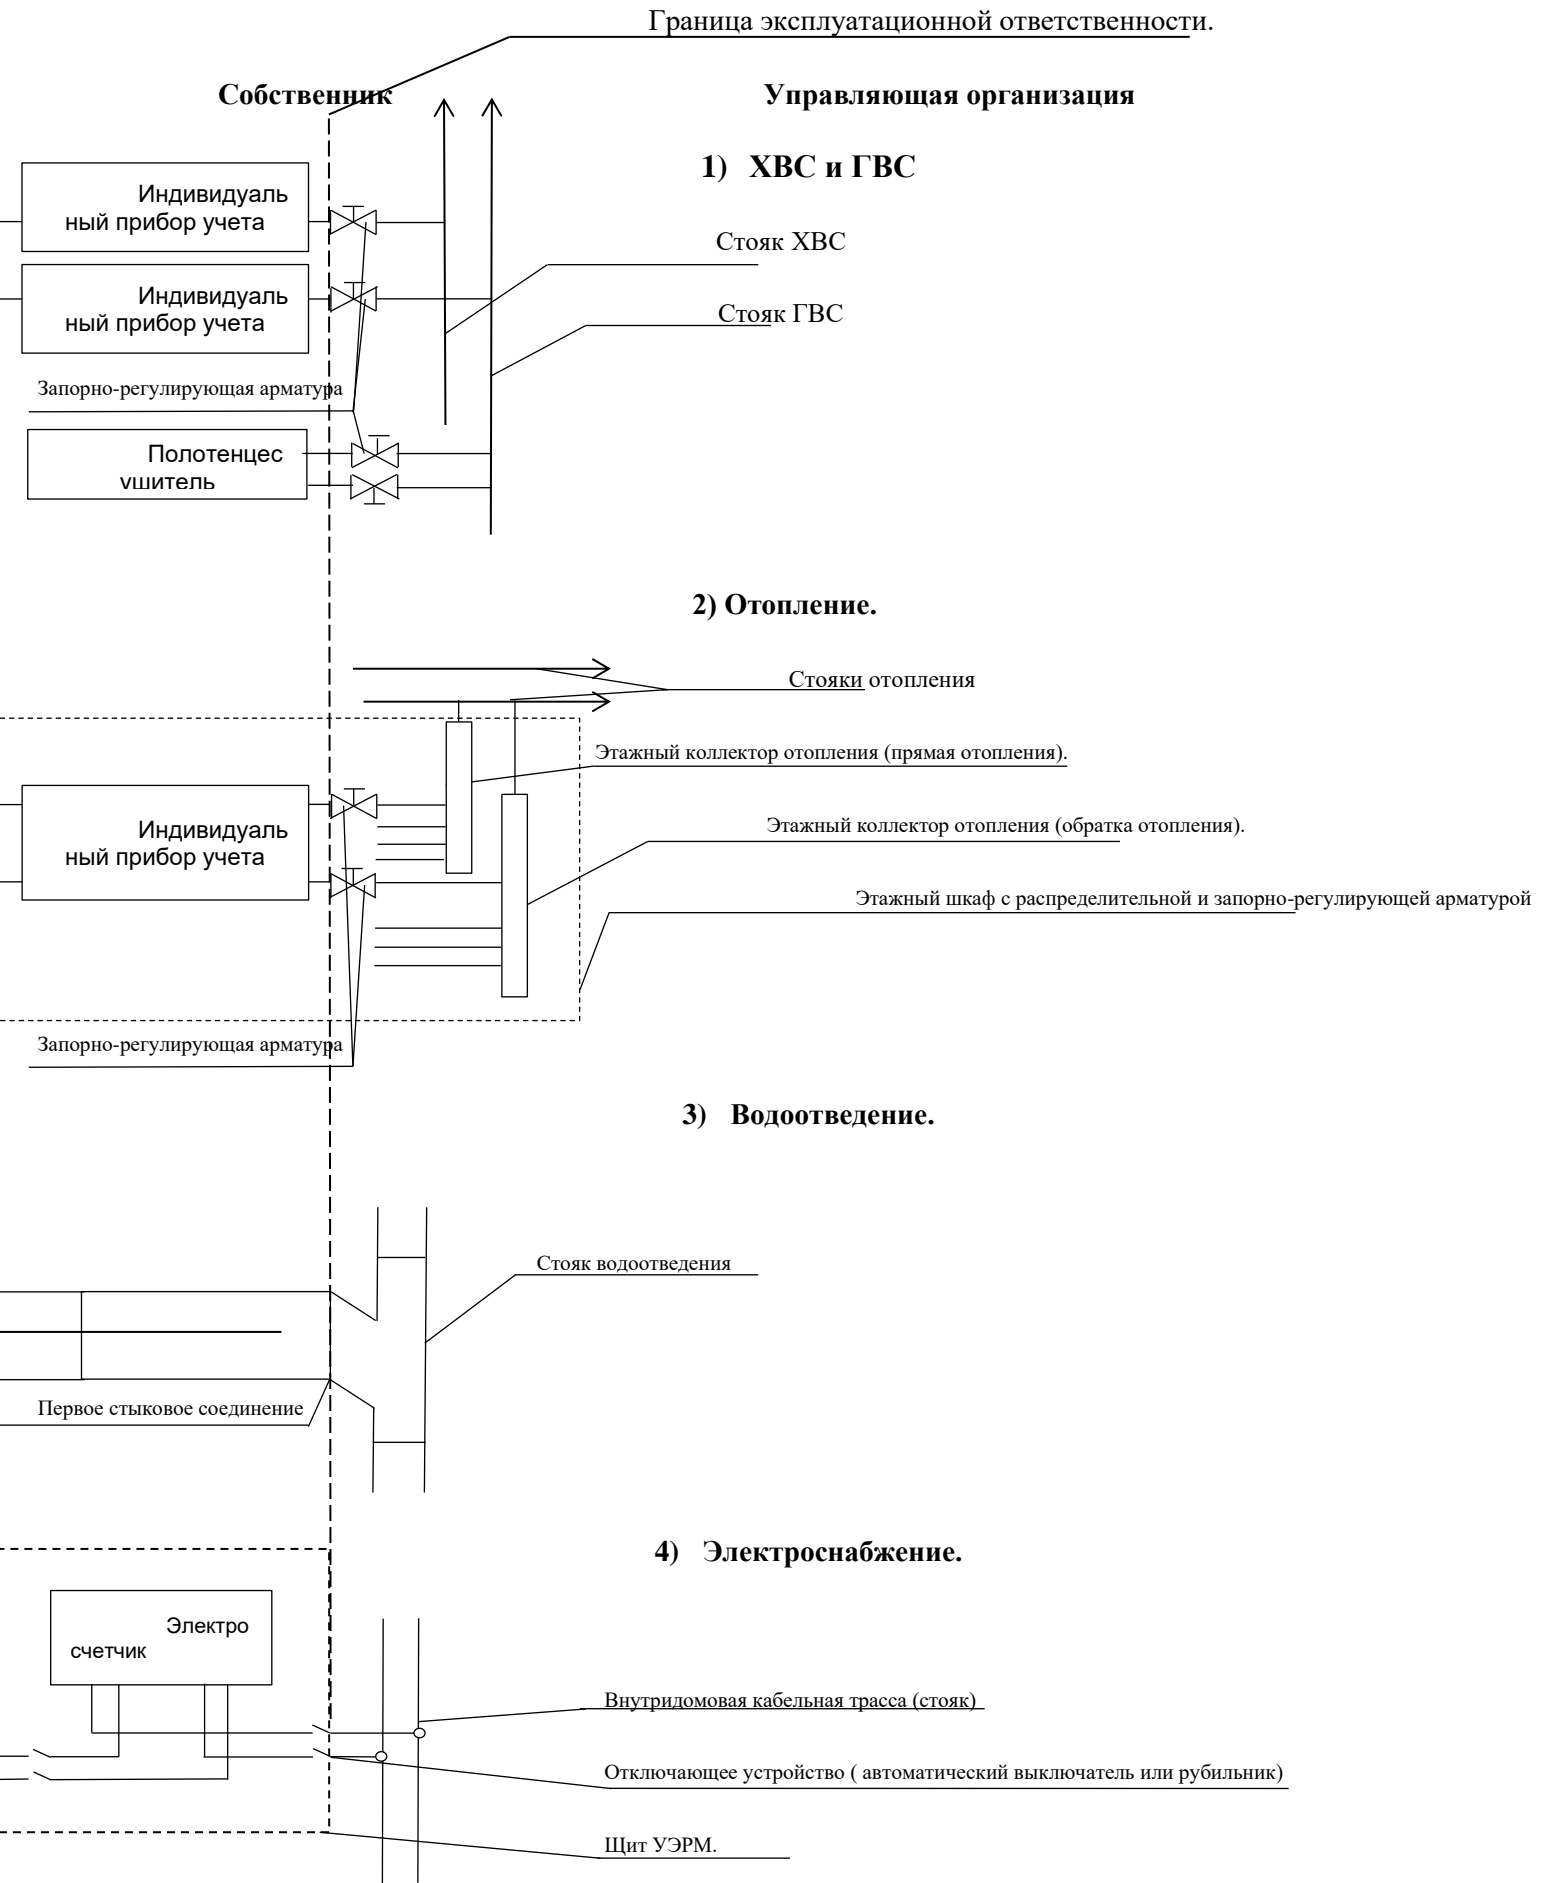 Граница эксплуатационной ответственности.
Собственник
Управляющая организация
1) ХВС и ГВС
Индивидуаль
ный прибор учета
Стояк ХВС
Индивидуаль
ный прибор учета
Стояк ГВС
Запорно-регулирующая арматура
Полотенцес
ушитель
2) Отопление.
Стояки отопления
Этажный коллектор отопления (прямая отопления).
Индивидуаль
ный прибор учета
Этажный коллектор отопления (обратка отопления).
Этажный шкаф с распределительной и запорно-регулирующей арматурой
Запорно-регулирующая арматура
3) Водоотведение.
Стояк водоотведения
Первое стыковое соединение
4) Электроснабжение.
Электро
счетчик
Внутридомовая кабельная трасса (стояк)
Отключающее устройство ( автоматический выключатель или рубильник)
Щит УЭРМ.